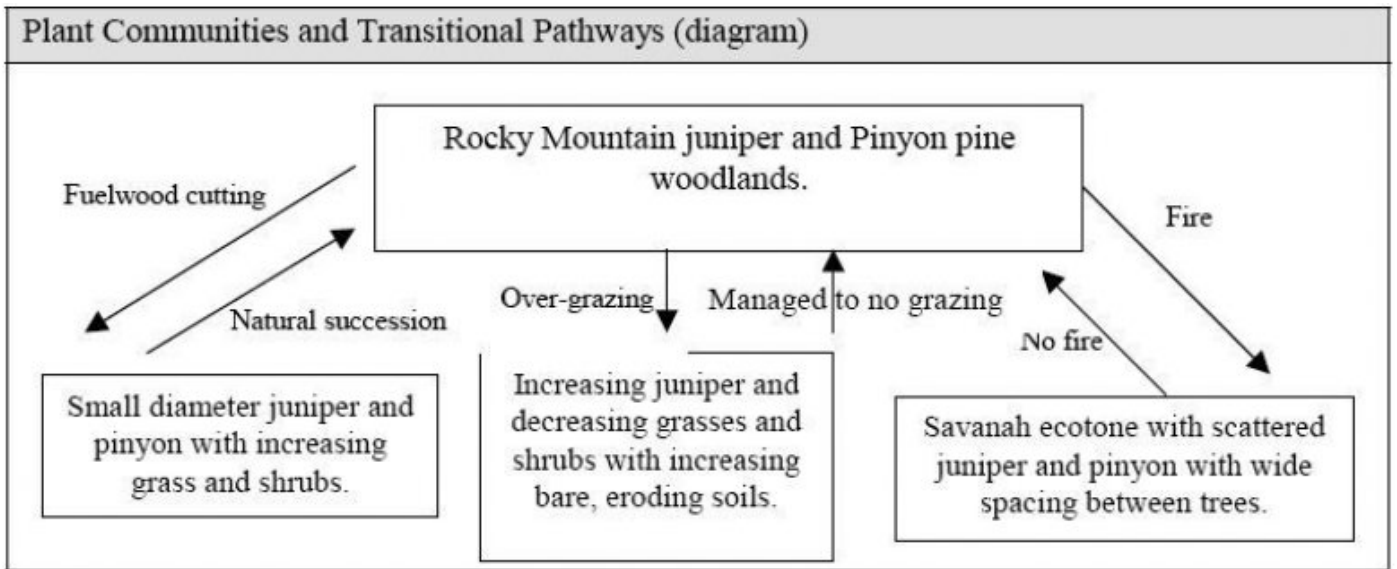 Plant Communities and Transitional Pathways (diagram)
Rocky Mountain juniper and Pinyon pine
woodlands.
Fuelwood cutting
Fire
Over-grazing
Managed to no grazing
Natural succession
No fire
Small diameter juniper and
pinyon with increasing
grass and shrubs.
Increasing juniper and
decreasing grasses and
shrubs with increasing
bare, eroding soils.
Savanah ecotone with scattered
juniper and pinyon with wide
spacing between trees.